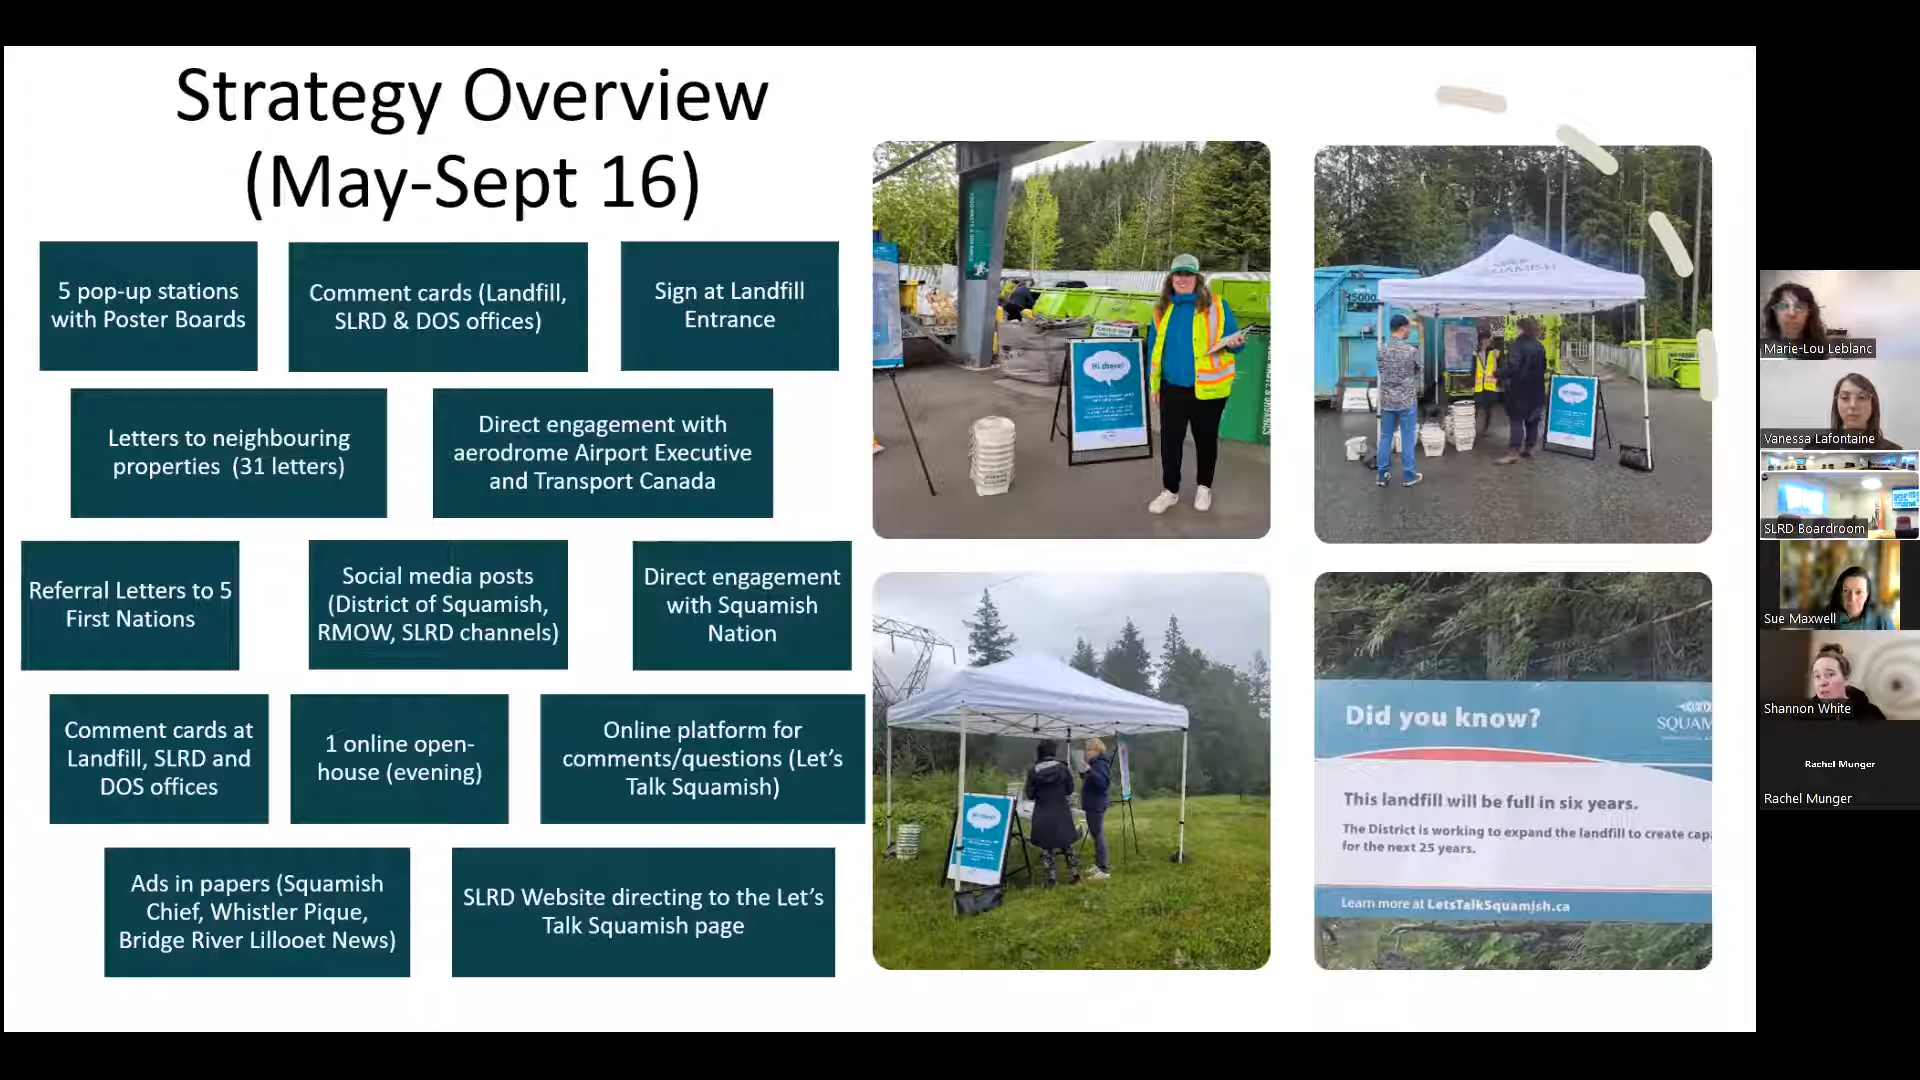 Strategy Overview
(May-Sept 16)
5 pop-up stations
with Poster Boards
Comment cards (Landfill,
SLRD & DOS offices)
Sign at Landfill
Entrance
Letters to neighbouring
properties (31 letters)
Direct engagement with
aerodrome Airport Executive
and Transport Canada
Referral Letters to 5
First Nations
Social media posts
(District of Squamish,
RMOW, SLRD channels)
Direct engagement
with Squamish
Nation
Comment cards at
Landfill, SLRD and
DOS offices
1 online open-
house (evening)
Online platform for
comments/questions (Let’s
Talk Squamish)
Ads in papers (Squamish
Chief, Whistler Pique,
Bridge River Lillooet News)
SLRD Website directing to the Let’s
Talk Squamish page
Hi there!
Did you know?
SQUAM
This landfill will be full in six years.
The District is working to expand the landfill to create cap
for the next 25 years.
Learn more at LetsTalkSquamish.ca
Marie-Lou Leblanc
Vanessa Lafontaine
SLRD Boardroom
Sue Maxwell
Shannon White
Rachel Munger
Rachel Munger